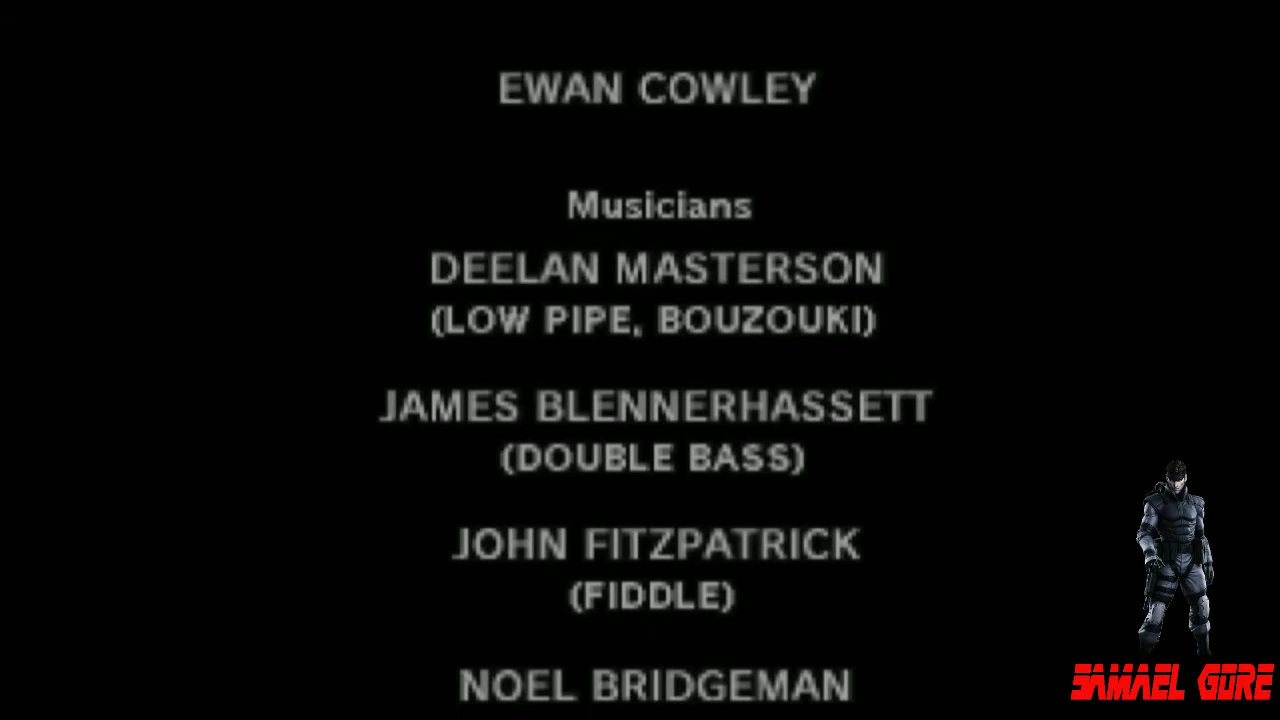 EWAN COWLEY
Musicians
DEELAN MASTERSON
(LOW PIPE, BOUZOUKI)
JAMES BLENNERHASSETT
(DOUBLE BASS)
JOHN FITZPATRICK
(FIDDLE)
NOEL BRIDGEMAN
SAMAEL GORE